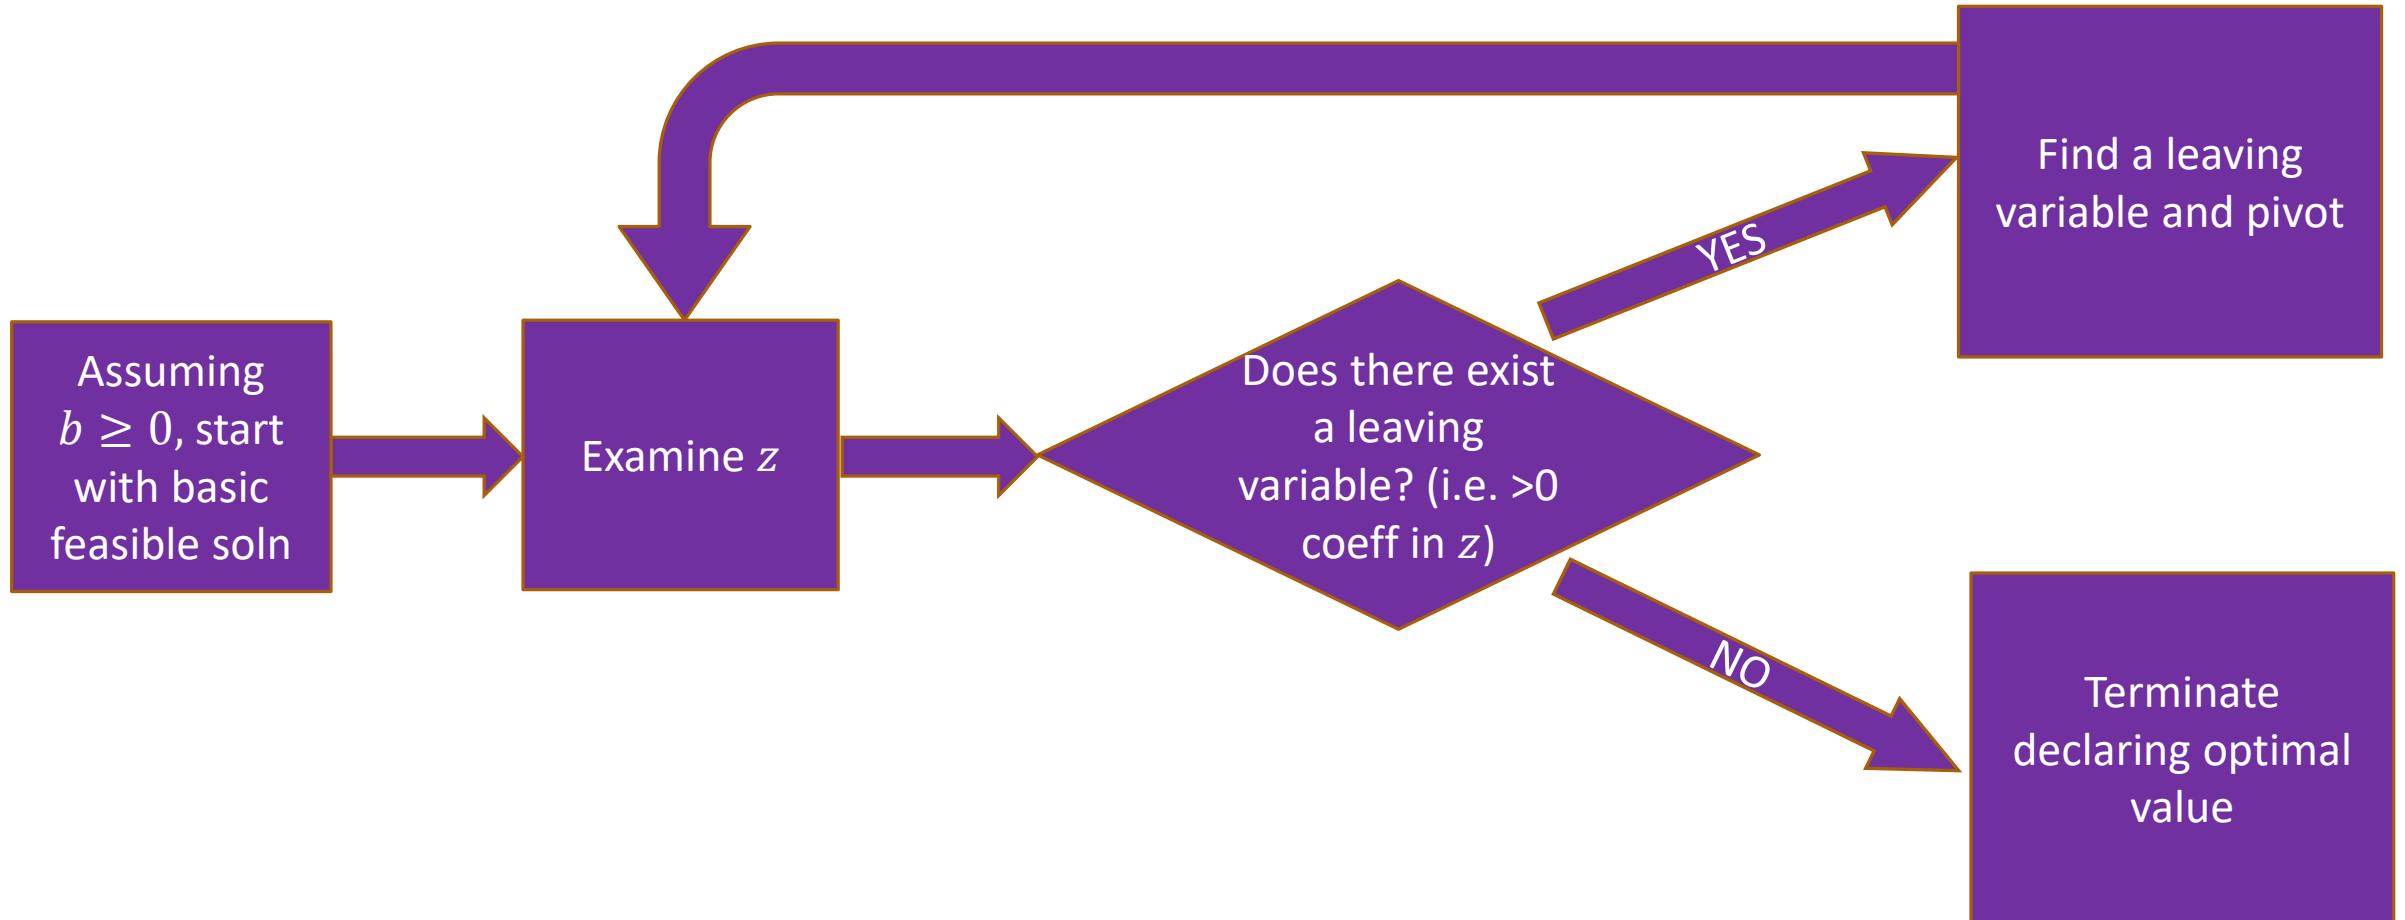 Assuming
b ≥ 0, start
with basic
feasible soln
Examine z
Does there exist
a leaving
variable? (i.e. >0
coeff in z)
YES
Find a leaving
variable and pivot
NO
Terminate
declaring optimal
value